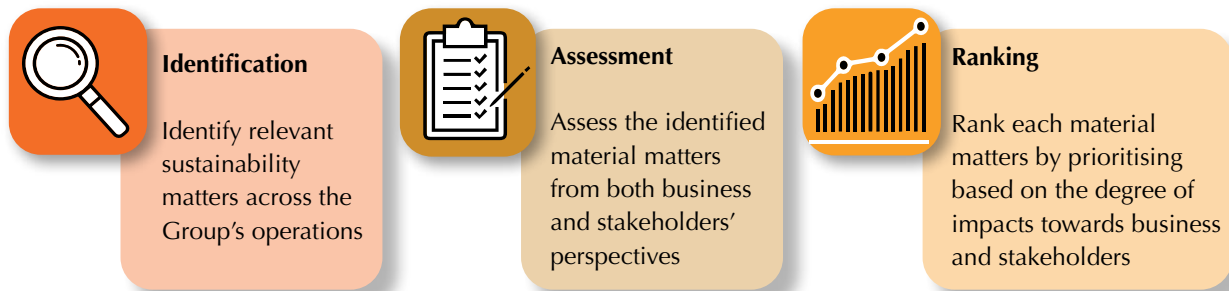 Identification
Identify relevant
sustainability
matters across the
Group's operations
Assessment
Assess the identified
material matters
from both business
and stakeholders'
perspectives
Ranking
Rank each material
matters by prioritising
based on the degree of
impacts towards business
and stakeholders